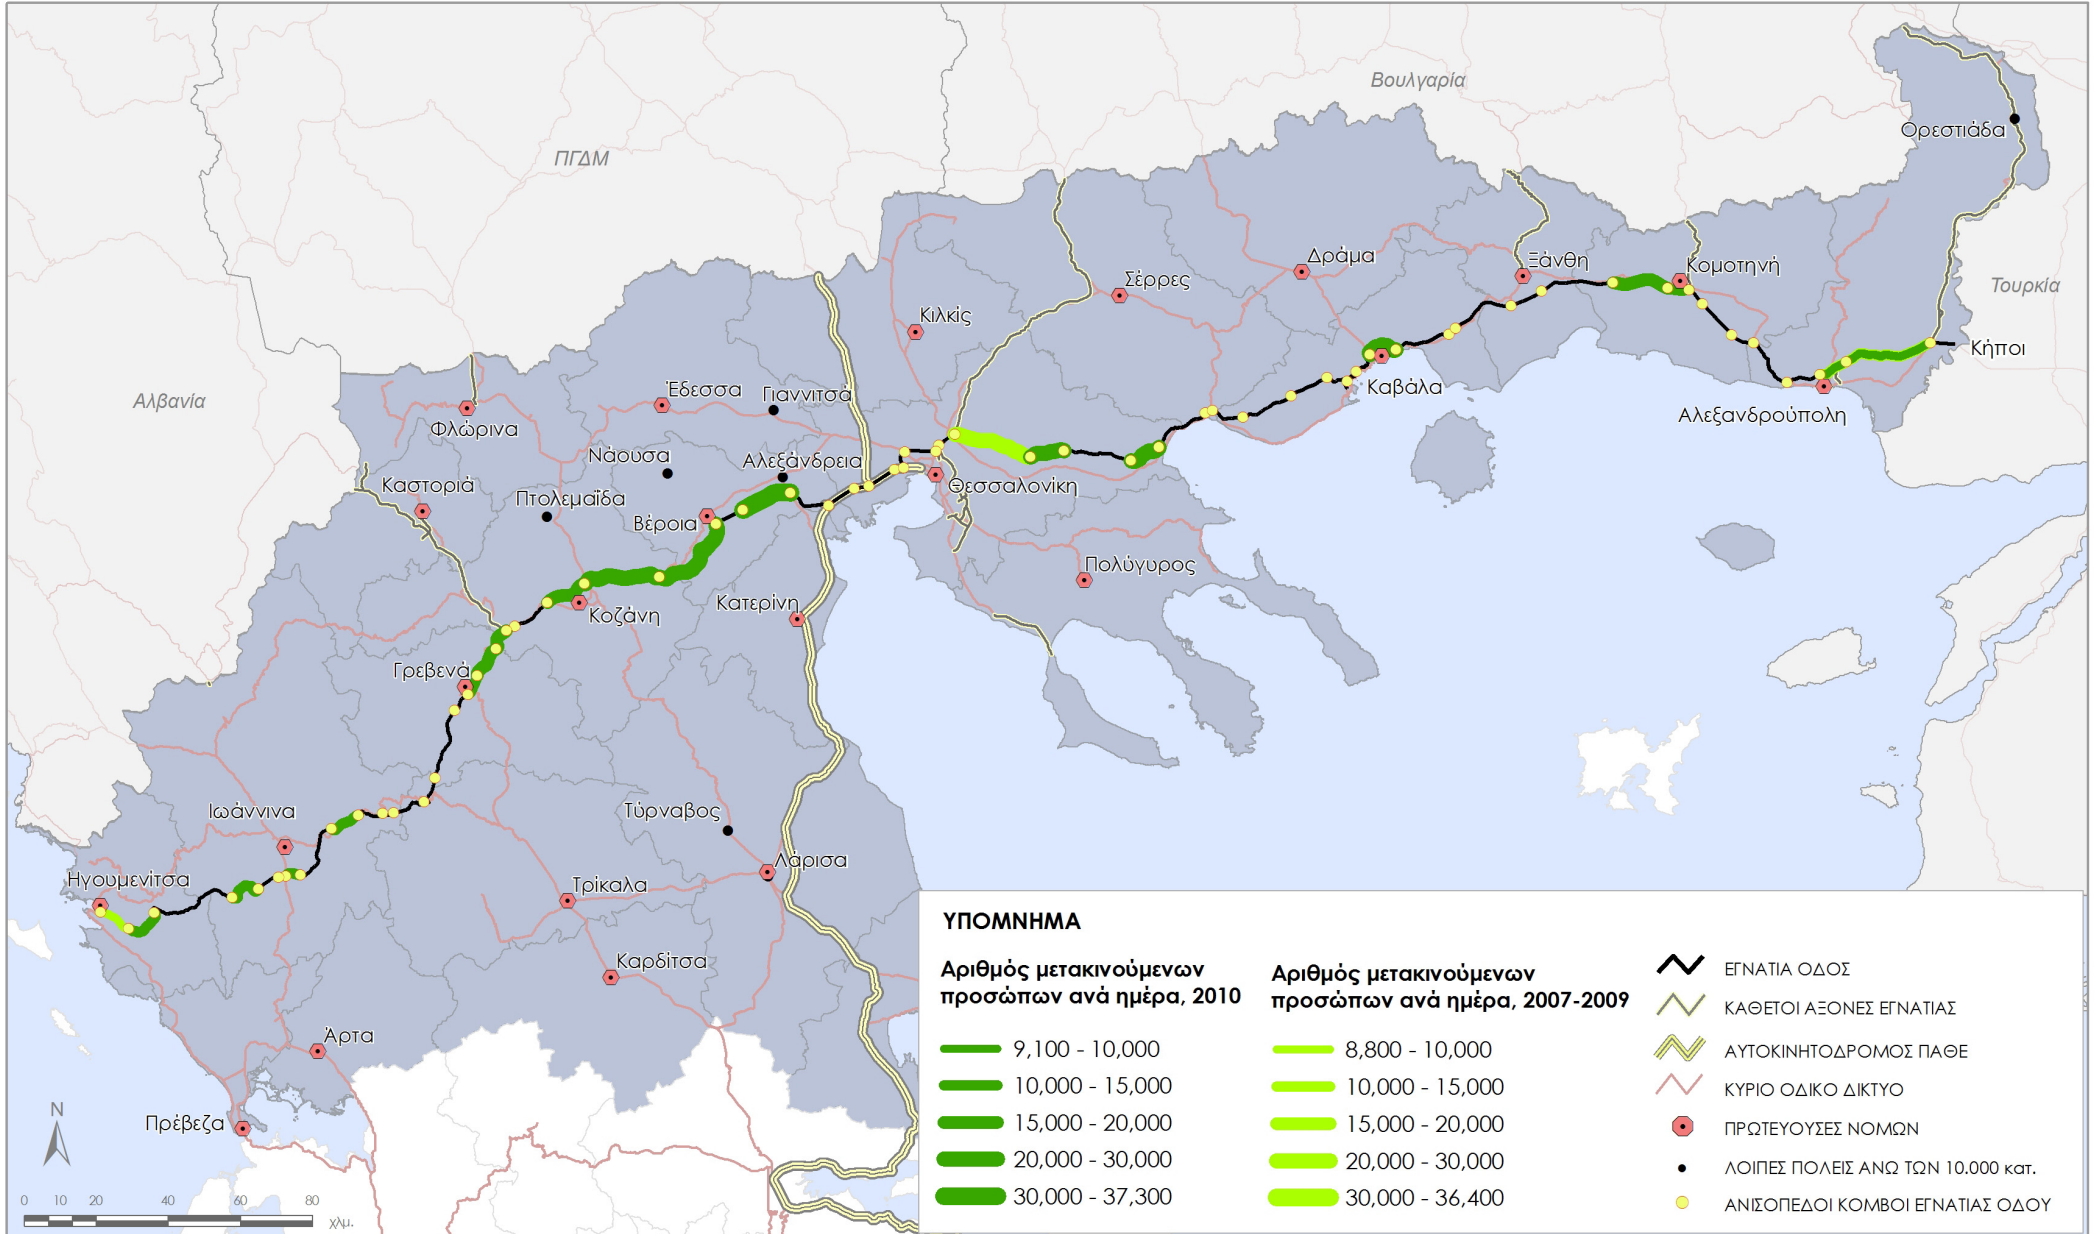 Βουλγαρία
Ορεστιάδα
ΠΓΔΜ
Δράμα
Ξάνθη
Κομοτηνή
Σέρρες
Τουρκία
Κιλκίς
Κήποι
Καβάλα
Έδεσσα
Γιαννιτσά
Αλβανία
Αλεξανδρούπολη
Φλώρινα
Νάουσα
Αλεξάνδρεια
Καστοριά
Πτολεμαΐδα
Θεσσαλονίκη
Βέροια
Πολύγυρος
Κατερίνη
Κοζάνη
Γρεβενά
Ιωάννινα
Τύρναβος
Λάρισα
Ηγουμενίτσα
Τρίκαλα
Καρδίτσα
Άρτα
Πρέβεζα
N
0 10 20 40 60 80
χλμ.
ΥΠΟΜΝΗΜΑ
Αριθμός μετακινούμενων
προσώπων ανά ημέρα, 2010
9,100 - 10,000
10,000 - 15,000
15,000 - 20,000
20,000 - 30,000
30,000 - 37,300
Αριθμός μετακινούμενων
προσώπων ανά ημέρα, 2007-2009
8,800 - 10,000
10,000 - 15,000
15,000 - 20,000
20,000 - 30,000
30,000 - 36,400
ΕΓΝΑΤΙΑ ΟΔΟΣ
ΚΑΘΕΤΟΙ ΑΞΟΝΕΣ ΕΓΝΑΤΙΑΣ
ΑΥΤΟΚΙΝΗΤΟΔΡΟΜΟΣ ΠΑΘΕ
ΚΥΡΙΟ ΟΔΙΚΟ ΔΙΚΤΥΟ
ΠΡΩΤΕΥΟΥΣΕΣ ΝΟΜΩΝ
ΛΟΙΠΕΣ ΠΟΛΕΙΣ ΑΝΩ ΤΩΝ 10.000 κατ.
ΑΝΙΣΟΠΕΔΟΙ ΚΟΜΒΟΙ ΕΓΝΑΤΙΑΣ ΟΔΟΥ